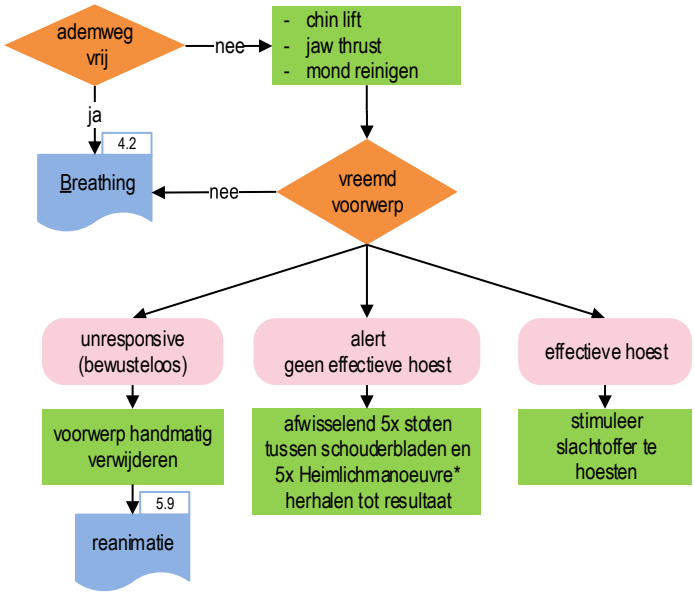 ademweg
vrij
nee
- chin lift
- jaw thrust
- mond reinigen
ja
4.2
Breathing
nee
vreemd
voorwerp
unresponsive
(bewusteloos)
alert
geen effectieve hoest
effectieve hoest
voorwerp handmatig
verwijderen
afwisselend 5x stoten
tussen schouderbladen en
5x Heimlichmanoeuvre*
herhalen tot resultaat
stimuleer
slachtoffer te
hoesten
5.9
reanimatie